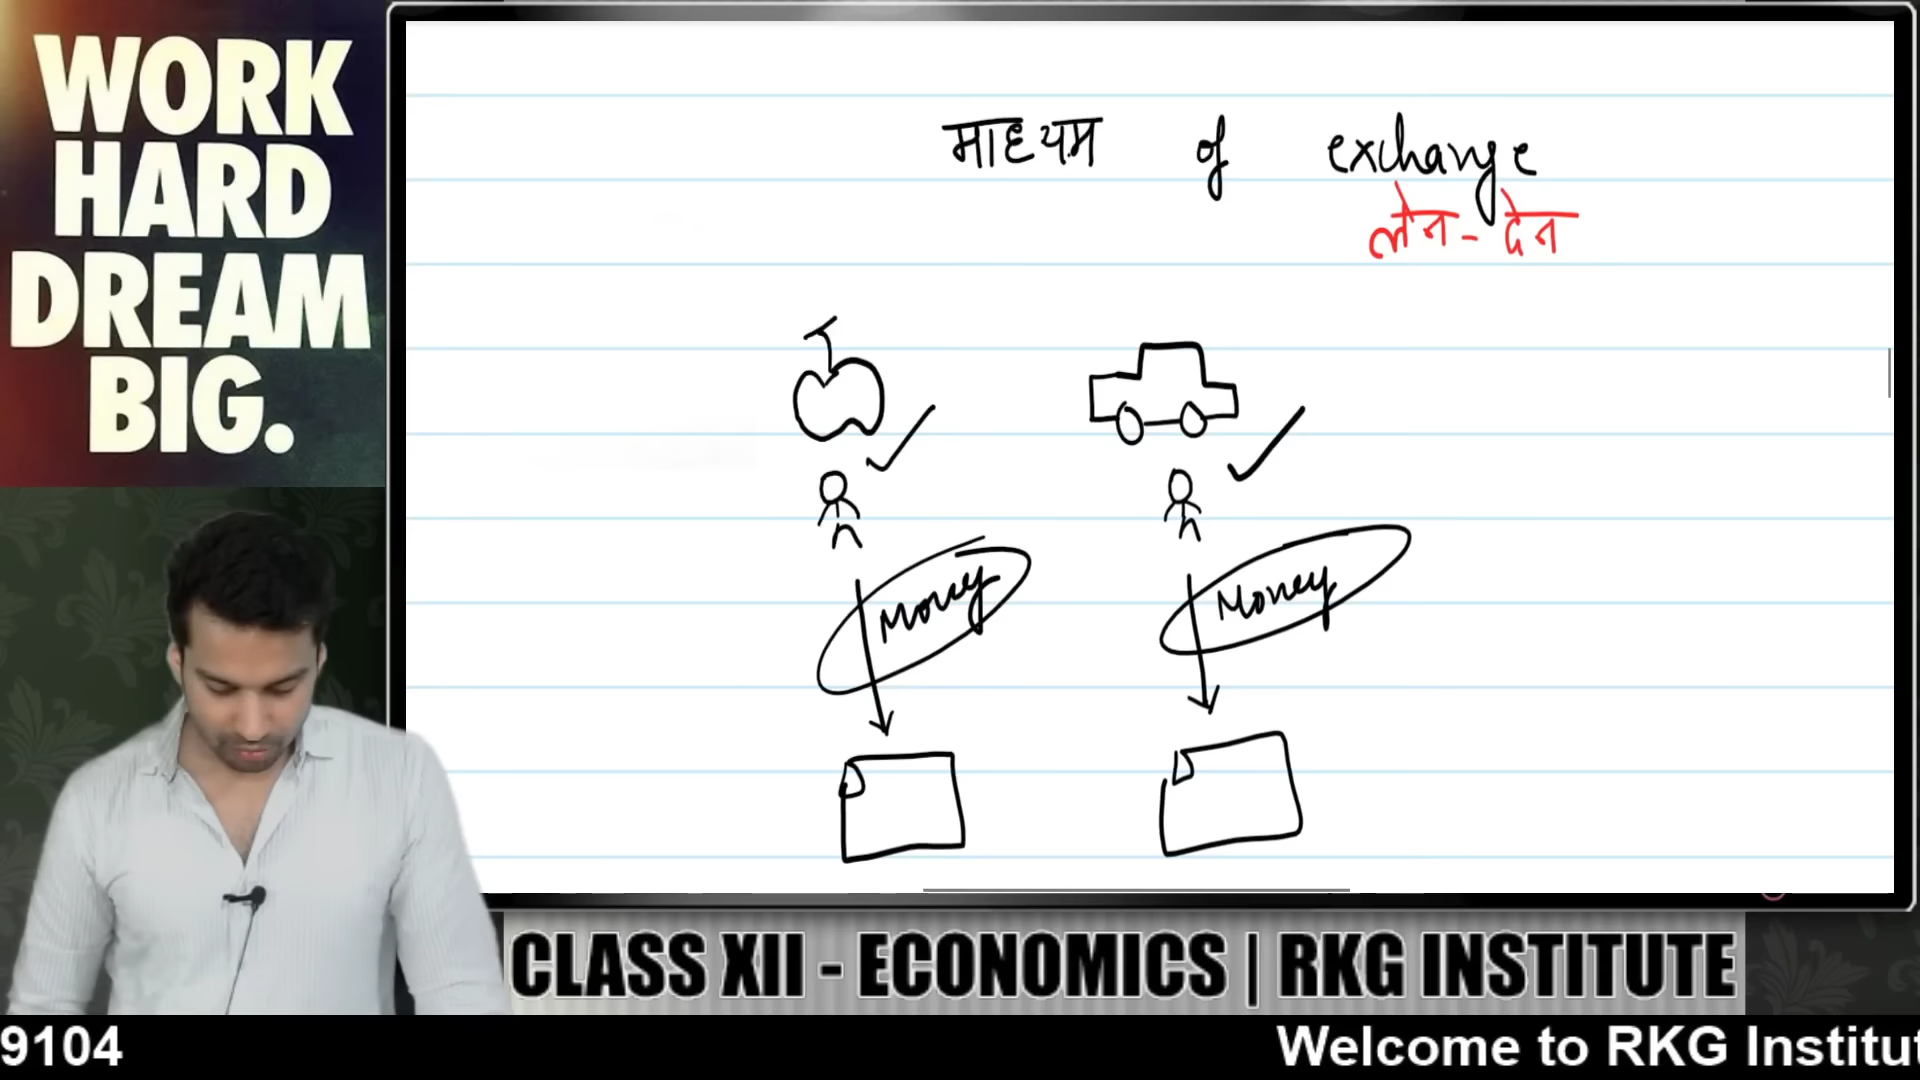 WORK
HARD
DREAM
BIG.
माध्यम of exchange
लेन - देन
Money
Money
CLASS XII - ECONOMICS | RKG INSTITUTE
9104
Welcome to RKG Institut